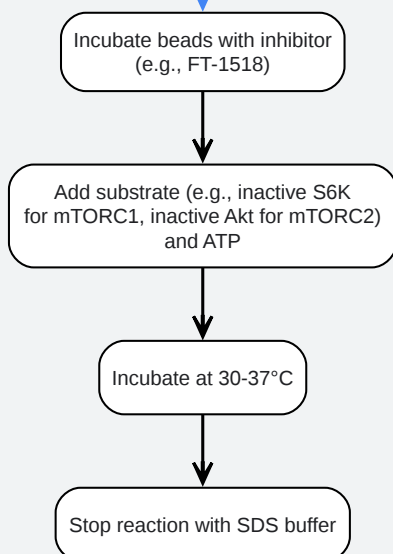 Incubate beads with inhibitor
(e.g., FT-1518)
Add substrate (e.g., inactive S6K
for mTORC1, inactive Akt for mTORC2)
and ATP
Incubate at 30-37°C
Stop reaction with SDS buffer